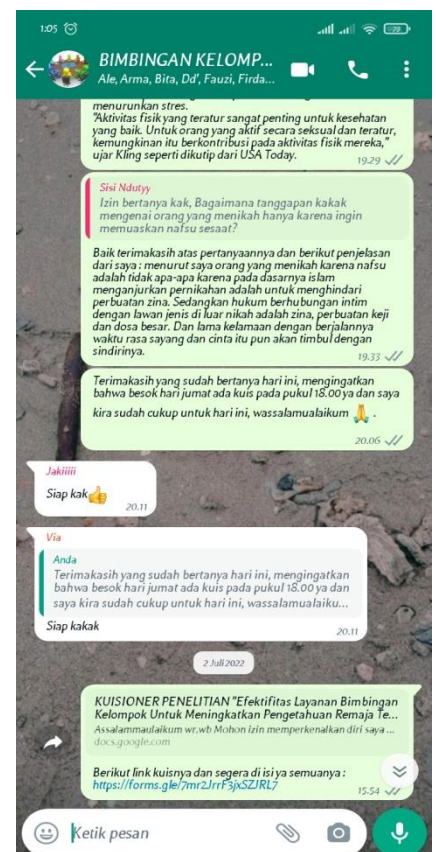 1:05
29
BIMBINGAN KELOMP...
Ale, Arma, Bita, Dd', Fauzi, Firda...
menurunkan stres.
"Aktivitas fisik yang teratur sangat penting untuk kesehatan
yang baik. Untuk orang yang aktif secara seksual dan teratur,
kemungkinan itu berkontribusi pada aktivitas fisik mereka,"
ujar Kling seperti dikutip dari USA Today.
19.29
Sisi Ndutyy
Izin bertanya kak, Bagaimana tanggapan kakak
mengenai orang yang menikah hanya karena ingin
memuaskan nafsu sesaat?
Baik terimakasih atas pertanyaannya dan berikut penjelasan
dari saya : menurut saya orang yang menikah karena nafsu
adalah tidak apa-apa karena pada dasarnya islam
menganjurkan pernikahan adalah untuk menghindari
perbuatan zina. Sedangkan hukum berhubungan intim
dengan lawan jenis di luar nikah adalah zina, perbuatan keji
dan dosa besar. Dan lama kelamaan dengan berjalannya
waktu rasa sayang dan cinta itu pun akan timbul dengan
sindirinya.
19.33
Terimakasih yang sudah bertanya hari ini, mengingatkan
bahwa besok hari jumat ada kuis pada pukul 18.00 ya dan saya
kira sudah cukup untuk hari ini, wassalamualaikum 🙏 .
20.06
Jakiiiii
Siap kak👍
20.11
Via
Anda
Terimakasih yang sudah bertanya hari ini, mengingatkan
bahwa besok hari jumat ada kuis pada pukul 18.00 ya dan
saya kira sudah cukup untuk hari ini, wassalamualaiku...
Siap kakak
20.11
2 Juli 2022
KUISIONER PENELITIAN "Efektifitas Layanan Bimbingan
Kelompok Untuk Meningkatkan Pengetahuan Remaja Te...
Assalammaulaikum wr.wb Mohon izin memperkenalkan diri saya ...
docs.google.com
Berikut link kuisnya dan segera di isi ya semuanya :
https://forms.gle/7mr2JrrF3jxSZJRL7
15.54
Ketik pesan